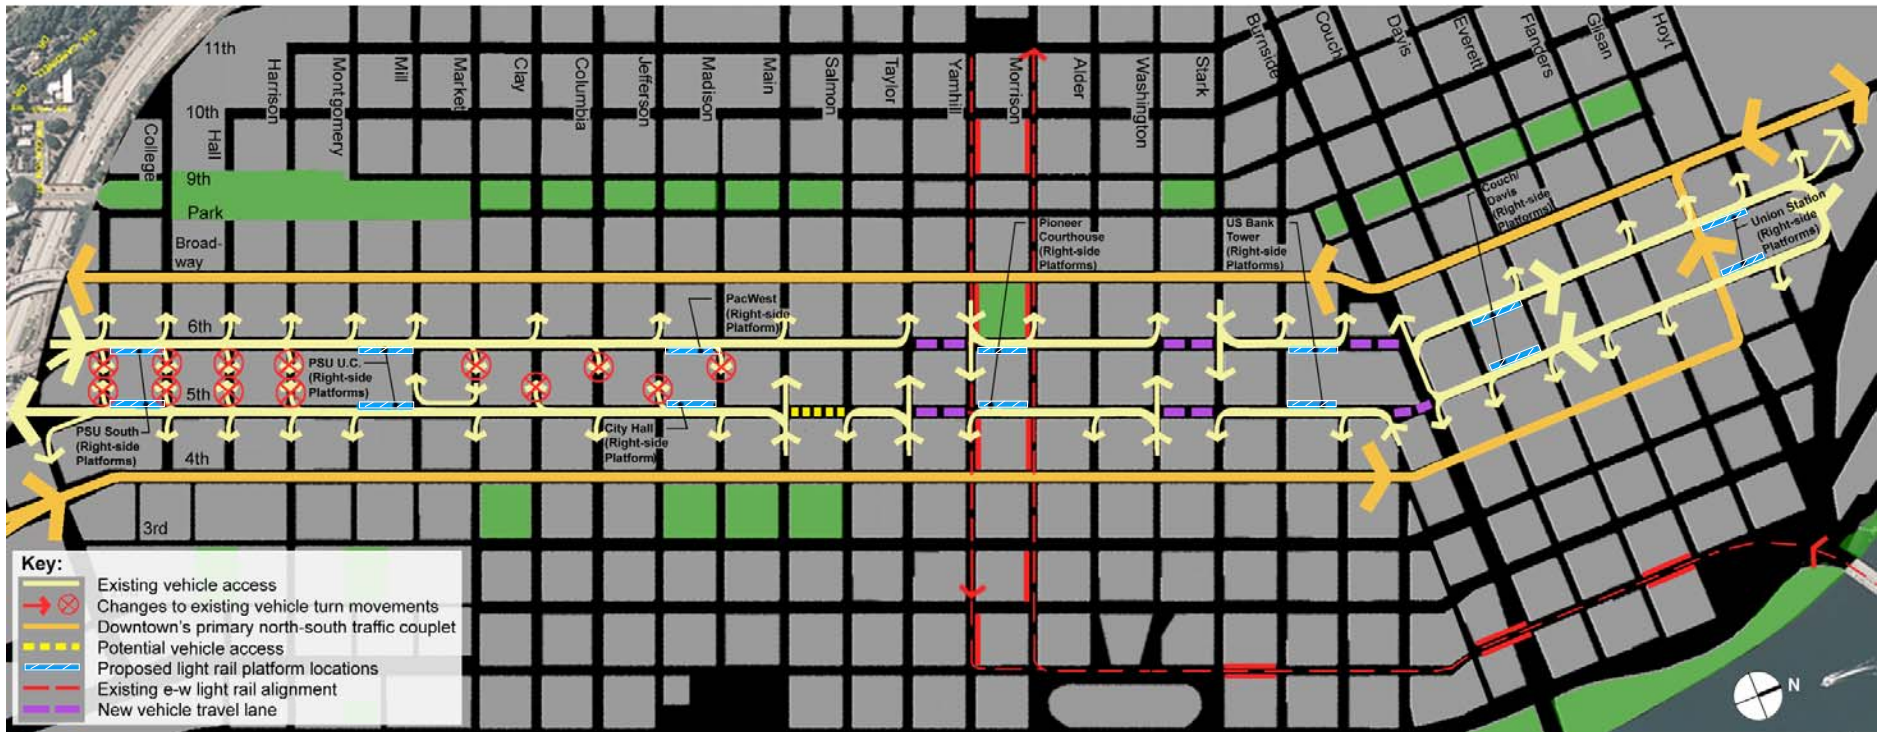 11th
10th
9th
Park
Broad-
way
6th
5th
4th
3rd
College
Hall
Harrison
Montgomery
Mill
Market
Clay
Columbia
Jefferson
Madison
Main
Salmon
Taylor
Yamhill
Morrison
Alder
Washington
Stark
Burnside
Couch
Davis
Everett
Flanders
Glisan
Hoyt
Pioneer
Courthouse
(Right-side
Platforms)
US Bank
Tower
(Right-side
Platforms)
Couch/
Davis
(Right-side
Platforms)
Union Station
(Right-side
Platforms)
PacWest
(Right-side
Platform)
PSU U.C.
(Right-side
Platforms)
PSU South
(Right-side
Platforms)
City Hall
(Right-side
Platform)
Key:
Existing vehicle access
Changes to existing vehicle turn movements
Downtown's primary north-south traffic couplet
Potential vehicle access
Proposed light rail platform locations
Existing e-w light rail alignment
New vehicle travel lane
N